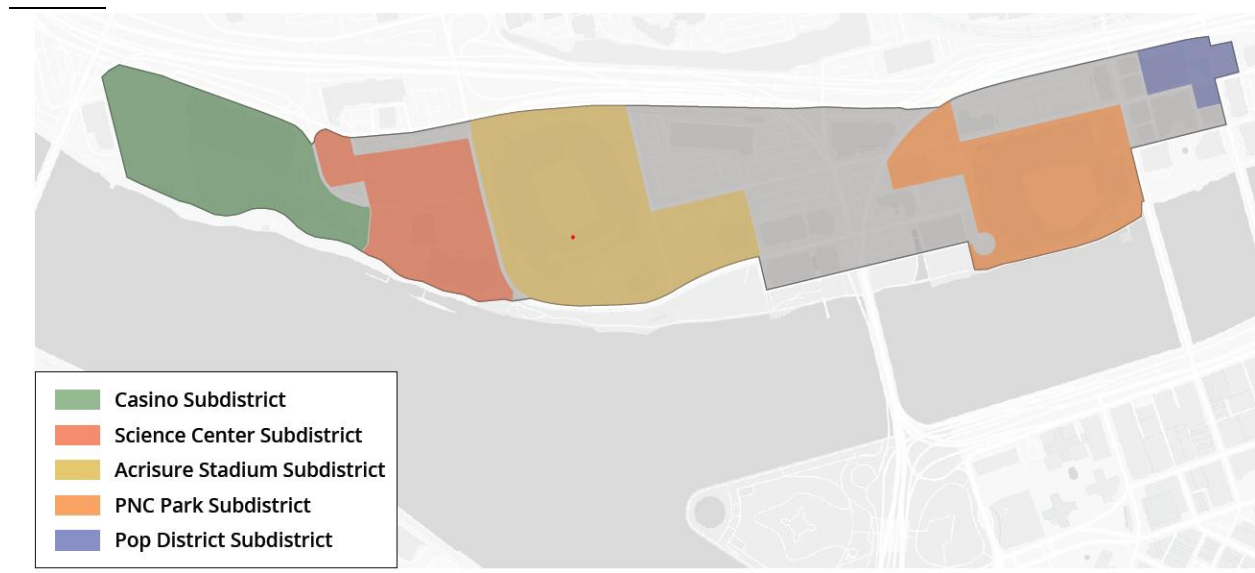 Casino Subdistrict
Science Center Subdistrict
Acrisure Stadium Subdistrict
PNC Park Subdistrict
Pop District Subdistrict